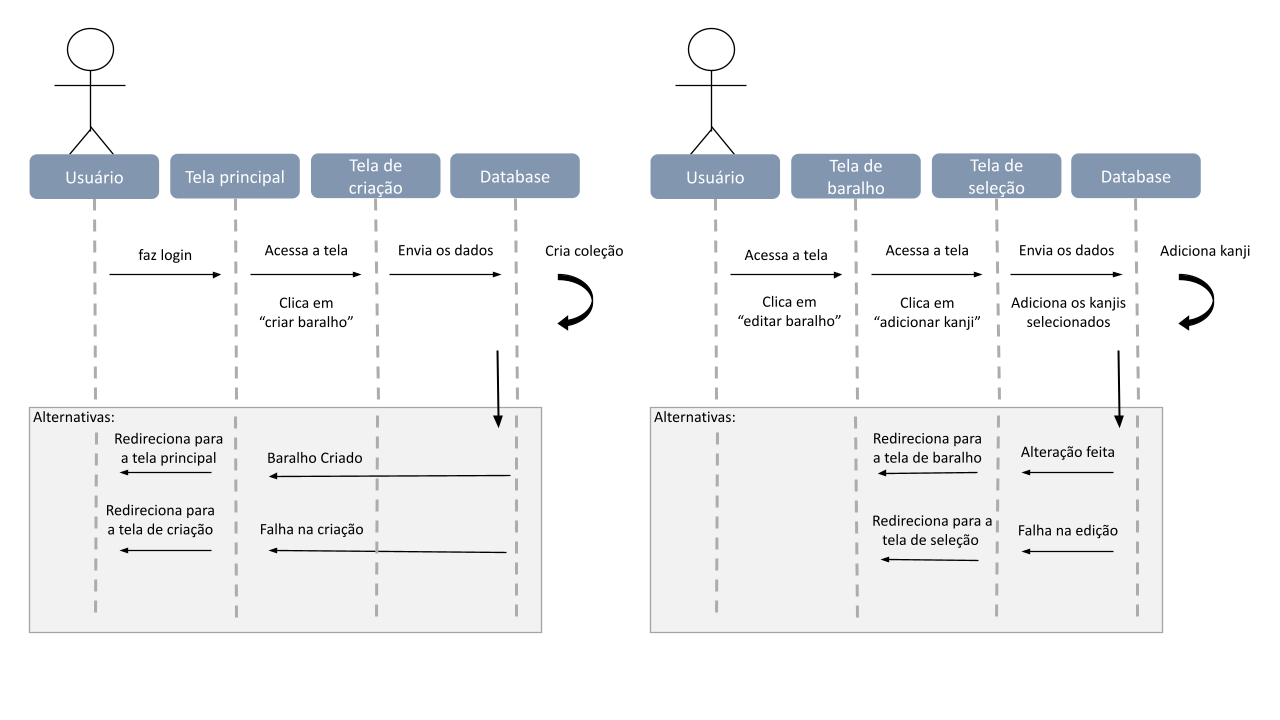 Usuário
Tela principal
Tela de
criação
Database
faz login
Acessa a tela
Envia os dados
Cria coleção
Clica em
“criar baralho”
Alternativas:
Redireciona para
a tela principal
Baralho Criado
Redireciona para
a tela de criação
Falha na criação
Usuário
Tela de
baralho
Tela de
seleção
Database
Acessa a tela
Acessa a tela
Envia os dados
Adiciona kanji
Clica em
“editar baralho”
Clica em
“adicionar kanji”
Adiciona os kanjis
selecionados
Alternativas:
Redireciona para
a tela de baralho
Alteração feita
Redireciona para a
tela de seleção
Falha na edição